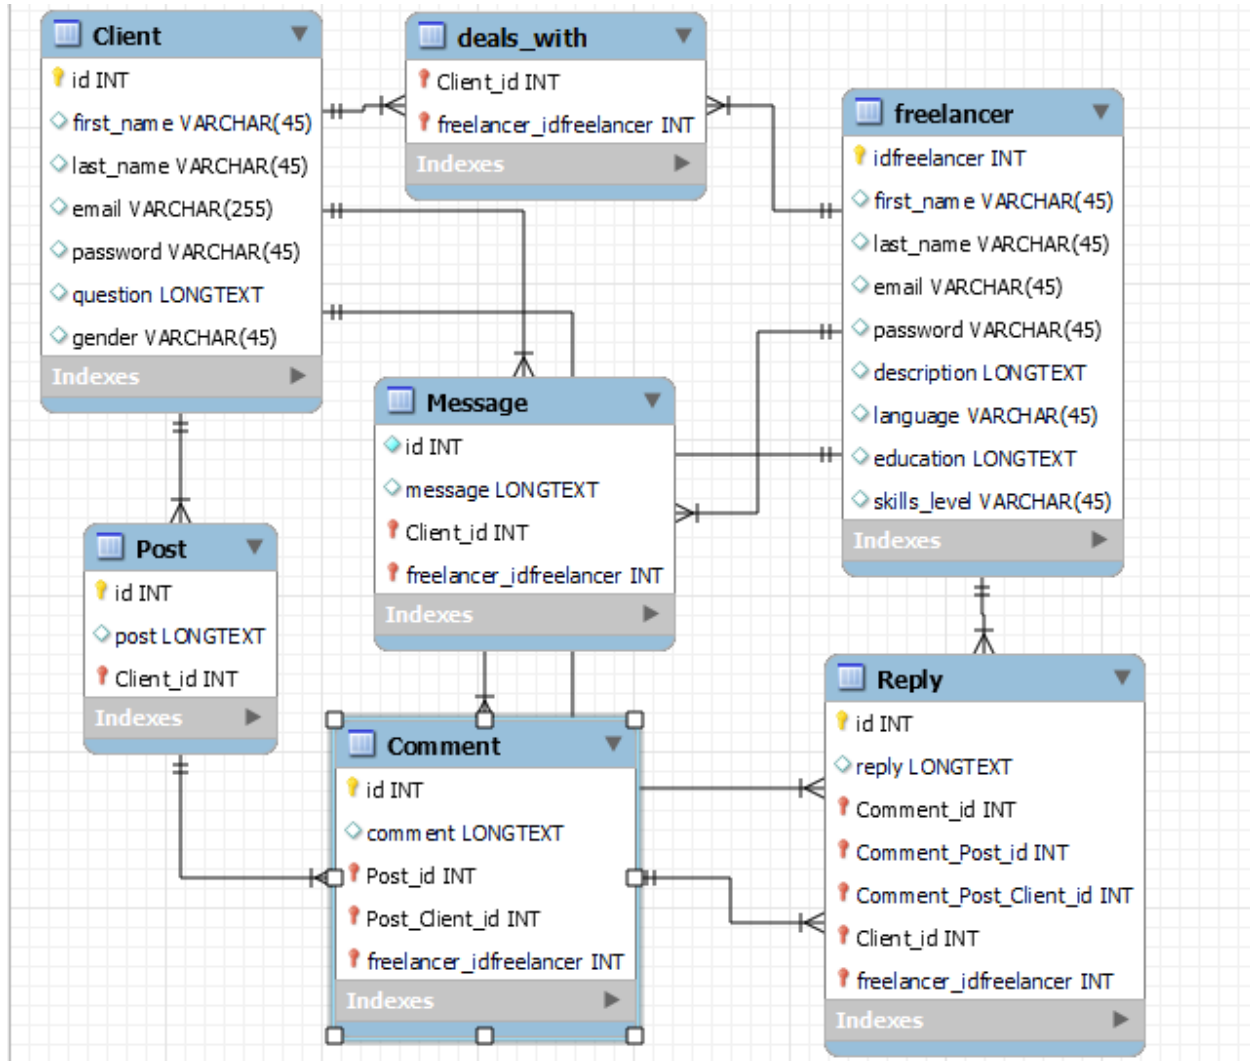 Client
id INT
first_name VARCHAR(45)
last_name VARCHAR(45)
email VARCHAR(255)
password VARCHAR(45)
question LONGTEXT
gender VARCHAR(45)
Indexes
deals_with
Client_id INT
freelancer_idfreelancer INT
Indexes
freelancer
idfreelancer INT
first_name VARCHAR(45)
last_name VARCHAR(45)
email VARCHAR(45)
password VARCHAR(45)
description LONGTEXT
language VARCHAR(45)
education LONGTEXT
skills_level VARCHAR(45)
Indexes
Message
id INT
message LONGTEXT
Client_id INT
freelancer_idfreelancer INT
Indexes
Post
id INT
post LONGTEXT
Client_id INT
Indexes
Comment
id INT
comment LONGTEXT
Post_id INT
Post_Client_id INT
freelancer_idfreelancer INT
Indexes
Reply
id INT
reply LONGTEXT
Comment_id INT
Comment_Post_id INT
Comment_Post_Client_id INT
Client_id INT
freelancer_idfreelancer INT
Indexes